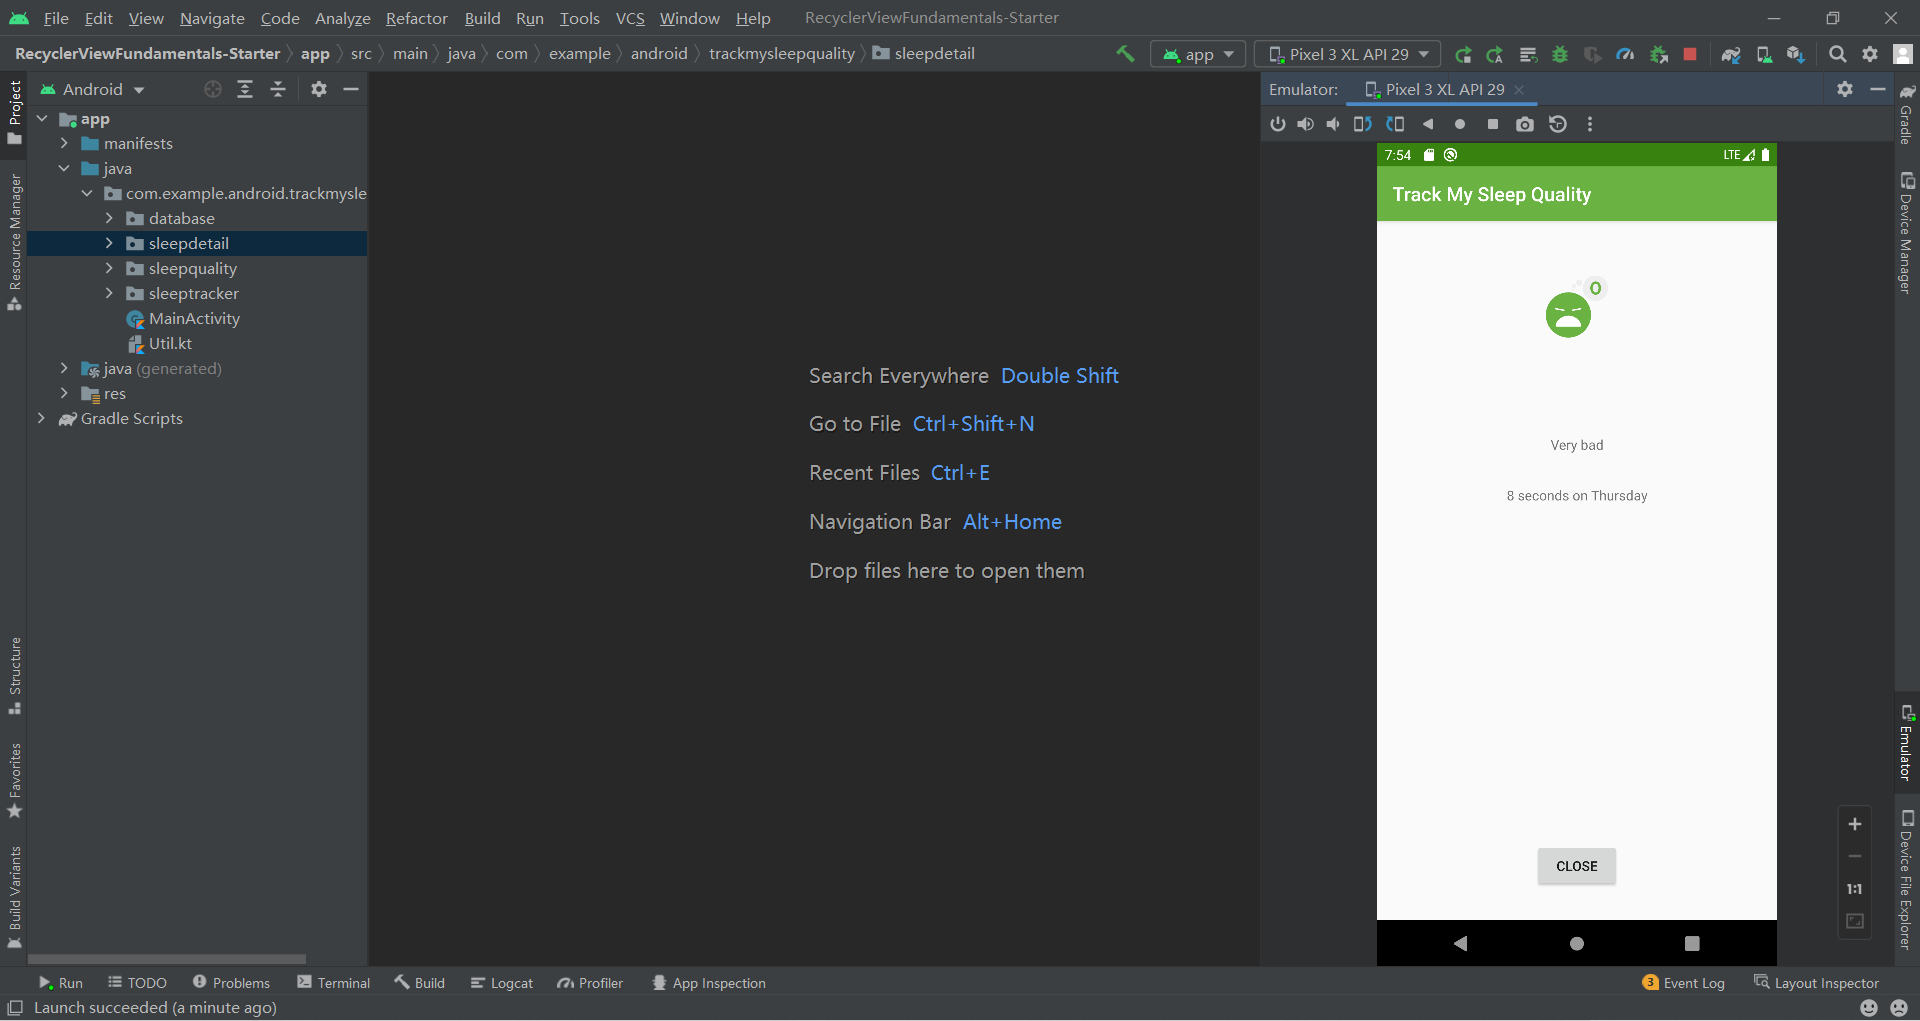 File Edit View Navigate Code Analyze Refactor Build Run Tools VCS Window Help RecyclerViewFundamentals-Starter
RecyclerViewFundamentals-Starter app src main java com example android trackmysleepquality sleepdetail app Pixel 3 XL API 29
Project
Resource Manager
Structure
Favorites
Build Variants
Android
app
manifests
java
com.example.android.trackmysle
database
sleepdetail
sleepquality
sleeptracker
MainActivity
Util.kt
java (generated)
res
Gradle Scripts
Search Everywhere Double Shift
Go to File Ctrl+Shift+N
Recent Files Ctrl+E
Navigation Bar Alt+Home
Drop files here to open them
Emulator: Pixel 3 XL API 29
7:54 LTE
Track My Sleep Quality
0
Very bad
8 seconds on Thursday
CLOSE
1:1
Gradle
Device Manager
Emulator
Device File Explorer
Run TODO Problems Terminal Build Logcat Profiler App Inspection 3 Event Log Layout Inspector
Launch succeeded (a minute ago)